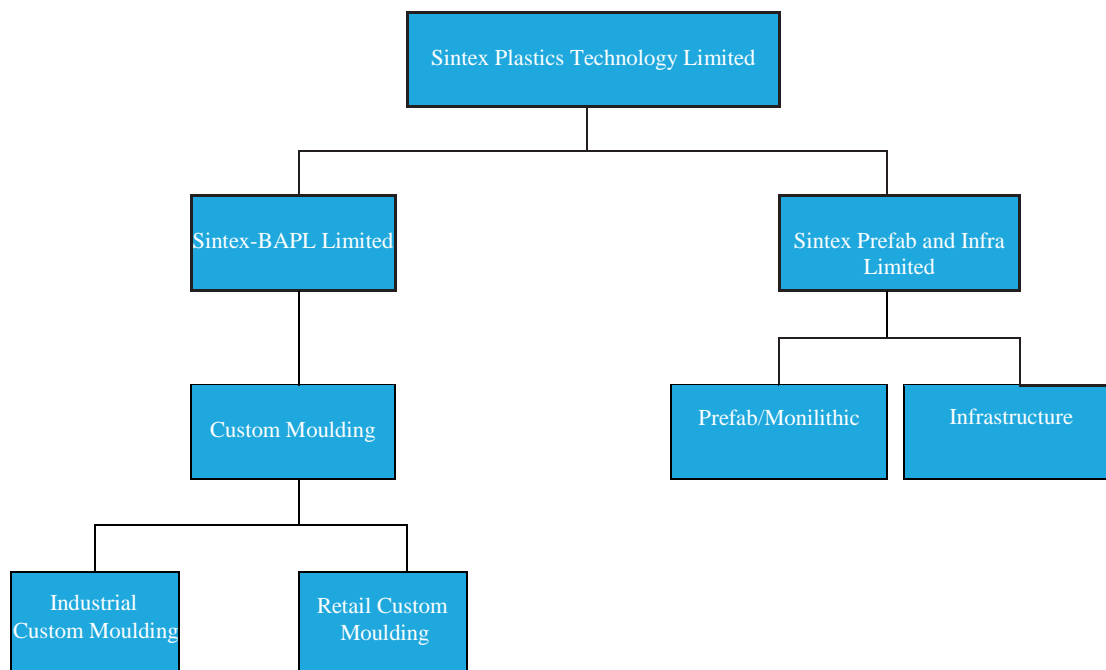 Sintex Plastics Technology Limited
Sintex-BAPL Limited
Sintex Prefab and Infra
Limited
Custom Moulding
Prefab/Monilithic
Infrastructure
Industrial
Custom Moulding
Retail Custom
Moulding